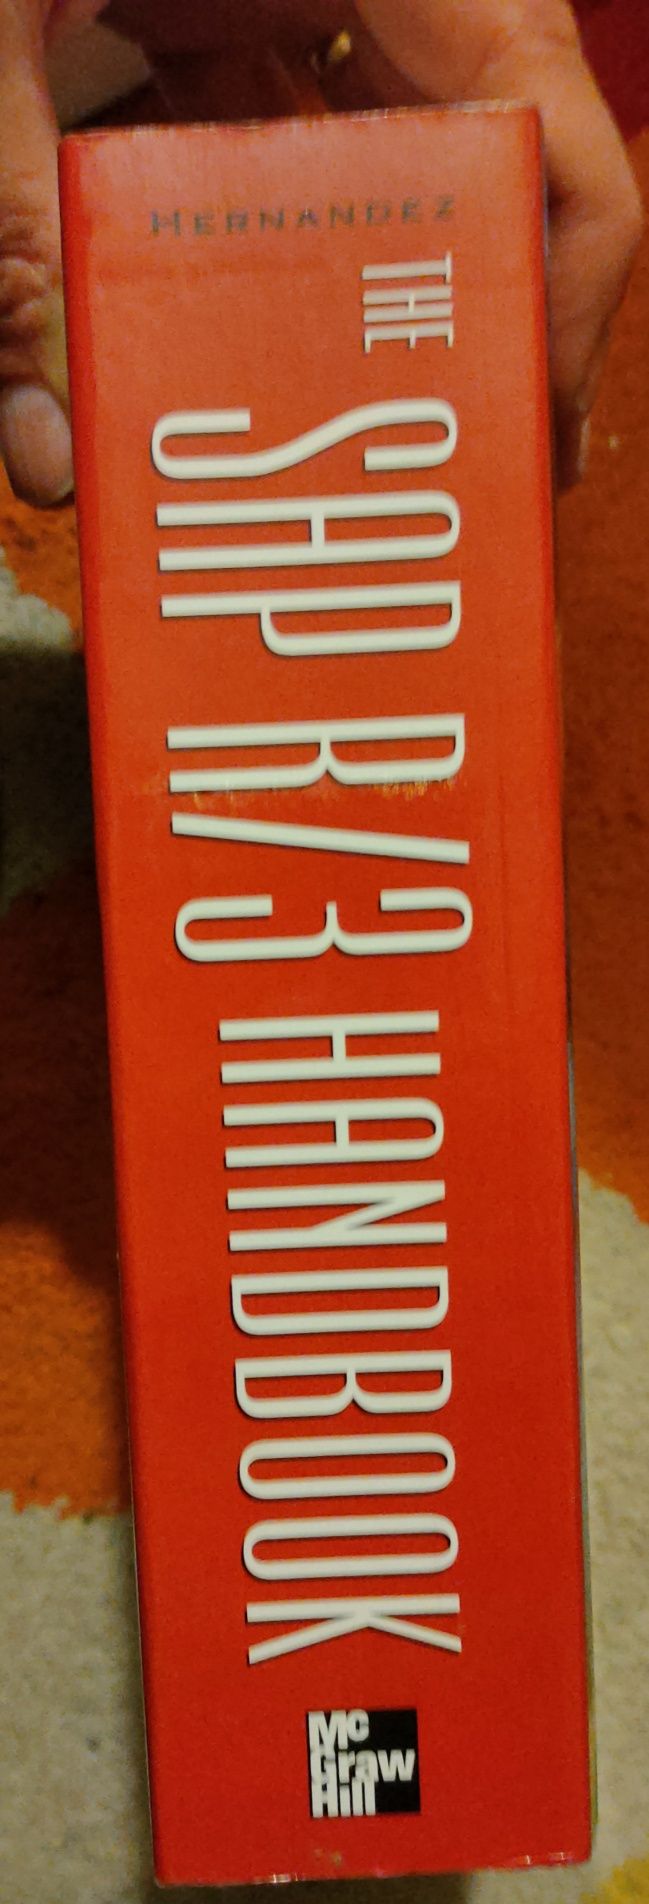 HERNANDEZ
THE
SAP R/3 HANDBOOK
Mc
Graw
Hill